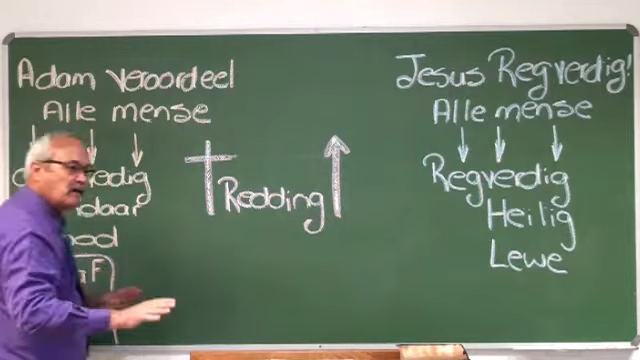 Adam veroordeel
Alle mense
Redding
Jesus Regverdig!
Alle mense
Regverdig
Heilig
Lewe